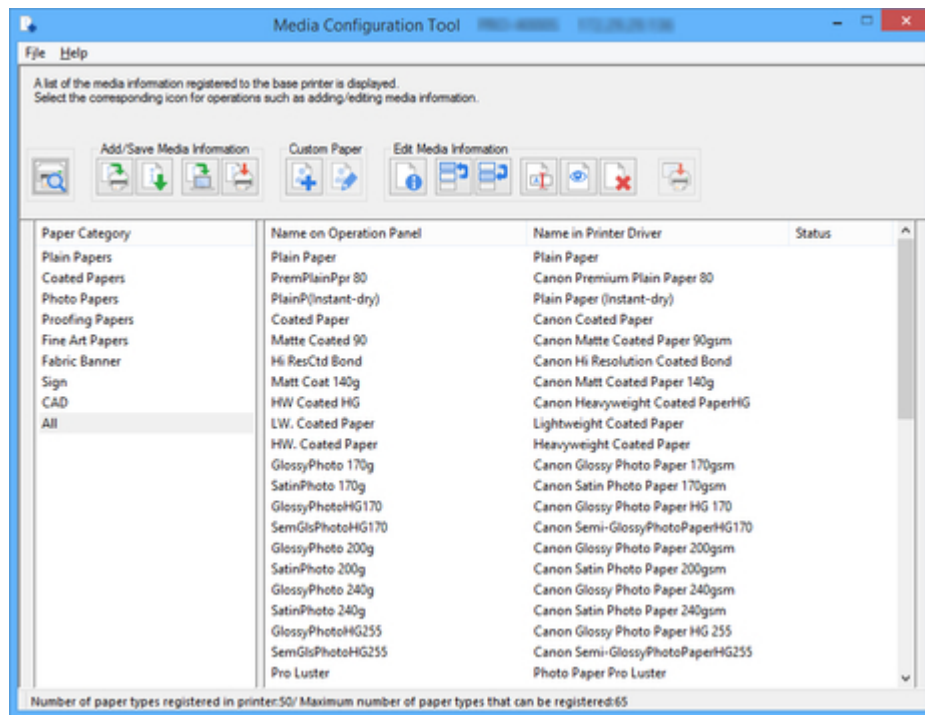 Media Configuration Tool
File Help
A list of the media information registered to the base printer is displayed.
Select the corresponding icon for operations such as adding/editing media information.
Add/Save Media Information Custom Paper Edit Media Information
Paper Category Name on Operation Panel Name in Printer Driver Status
Plain Papers Plain Paper Plain Paper
Coated Papers PremPlainPpr 80 Canon Premium Plain Paper 80
Photo Papers PlainP(Instant-dry) Plain Paper (Instant-dry)
Proofing Papers Coated Paper Canon Coated Paper
Fine Art Papers Matte Coated 90 Canon Matte Coated Paper 90gsm
Fabric Banner Hi ResCtd Bond Canon Hi Resolution Coated Bond
Sign Matt Coat 140g Canon Matt Coated Paper 140g
CAD HW Coated HG Canon Heavyweight Coated PaperHG
All LW. Coated Paper Lightweight Coated Paper
HW. Coated Paper Heavyweight Coated Paper
GlossyPhoto 170g Canon Glossy Photo Paper 170gsm
SatinPhoto 170g Canon Satin Photo Paper 170gsm
GlossyPhotoHG170 Canon Glossy Photo Paper HG 170
SemGlsPhotoHG170 Canon Semi-GlossyPhotoPaperHG170
GlossyPhoto 200g Canon Glossy Photo Paper 200gsm
SatinPhoto 200g Canon Satin Photo Paper 200gsm
GlossyPhoto 240g Canon Glossy Photo Paper 240gsm
SatinPhoto 240g Canon Satin Photo Paper 240gsm
GlossyPhotoHG255 Canon Glossy Photo Paper HG 255
SemGlsPhotoHG255 Canon Semi-GlossyPhotoPaperHG255
Pro Luster Photo Paper Pro Luster
Number of paper types registered in printer:50/ Maximum number of paper types that can be registered:65